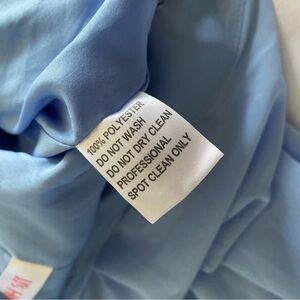 100% POLYESTER
DO NOT WASH
DO NOT DRY CLEAN
PROFESSIONAL
SPOT CLEAN ONLY